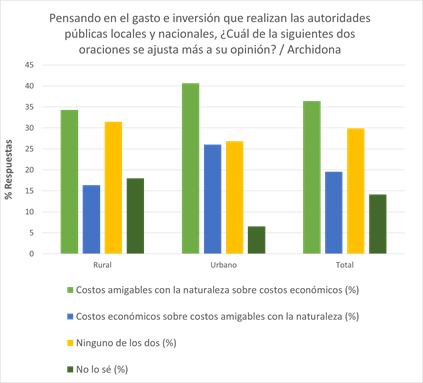 Pensando en el gasto e inversión que realizan las autoridades
públicas locales y nacionales, ¿Cuál de la siguientes dos
oraciones se ajusta más a su opinión? / Archidona
% Respuestas
45
40
35
30
25
20
15
10
5
0
Rural Urbano Total
Costos amigables con la naturaleza sobre costos económicos (%)
Costos económicos sobre costos amigables con la naturaleza (%)
Ninguno de los dos (%)
No lo sé (%)